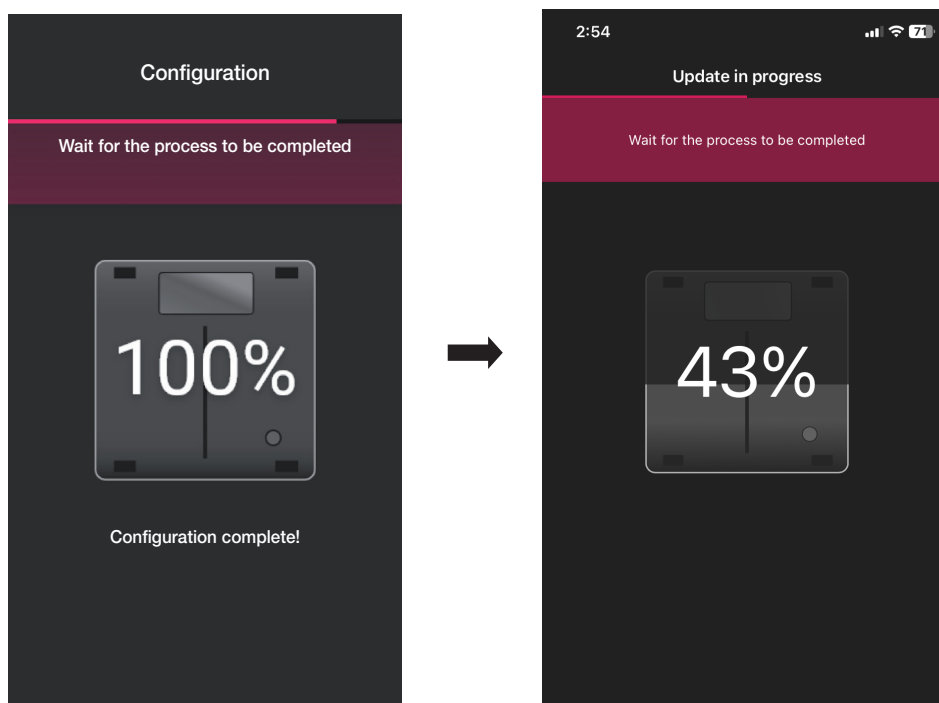 Configuration
Wait for the process to be completed
100%
Configuration complete!
2:54
71
Update in progress
Wait for the process to be completed
43%